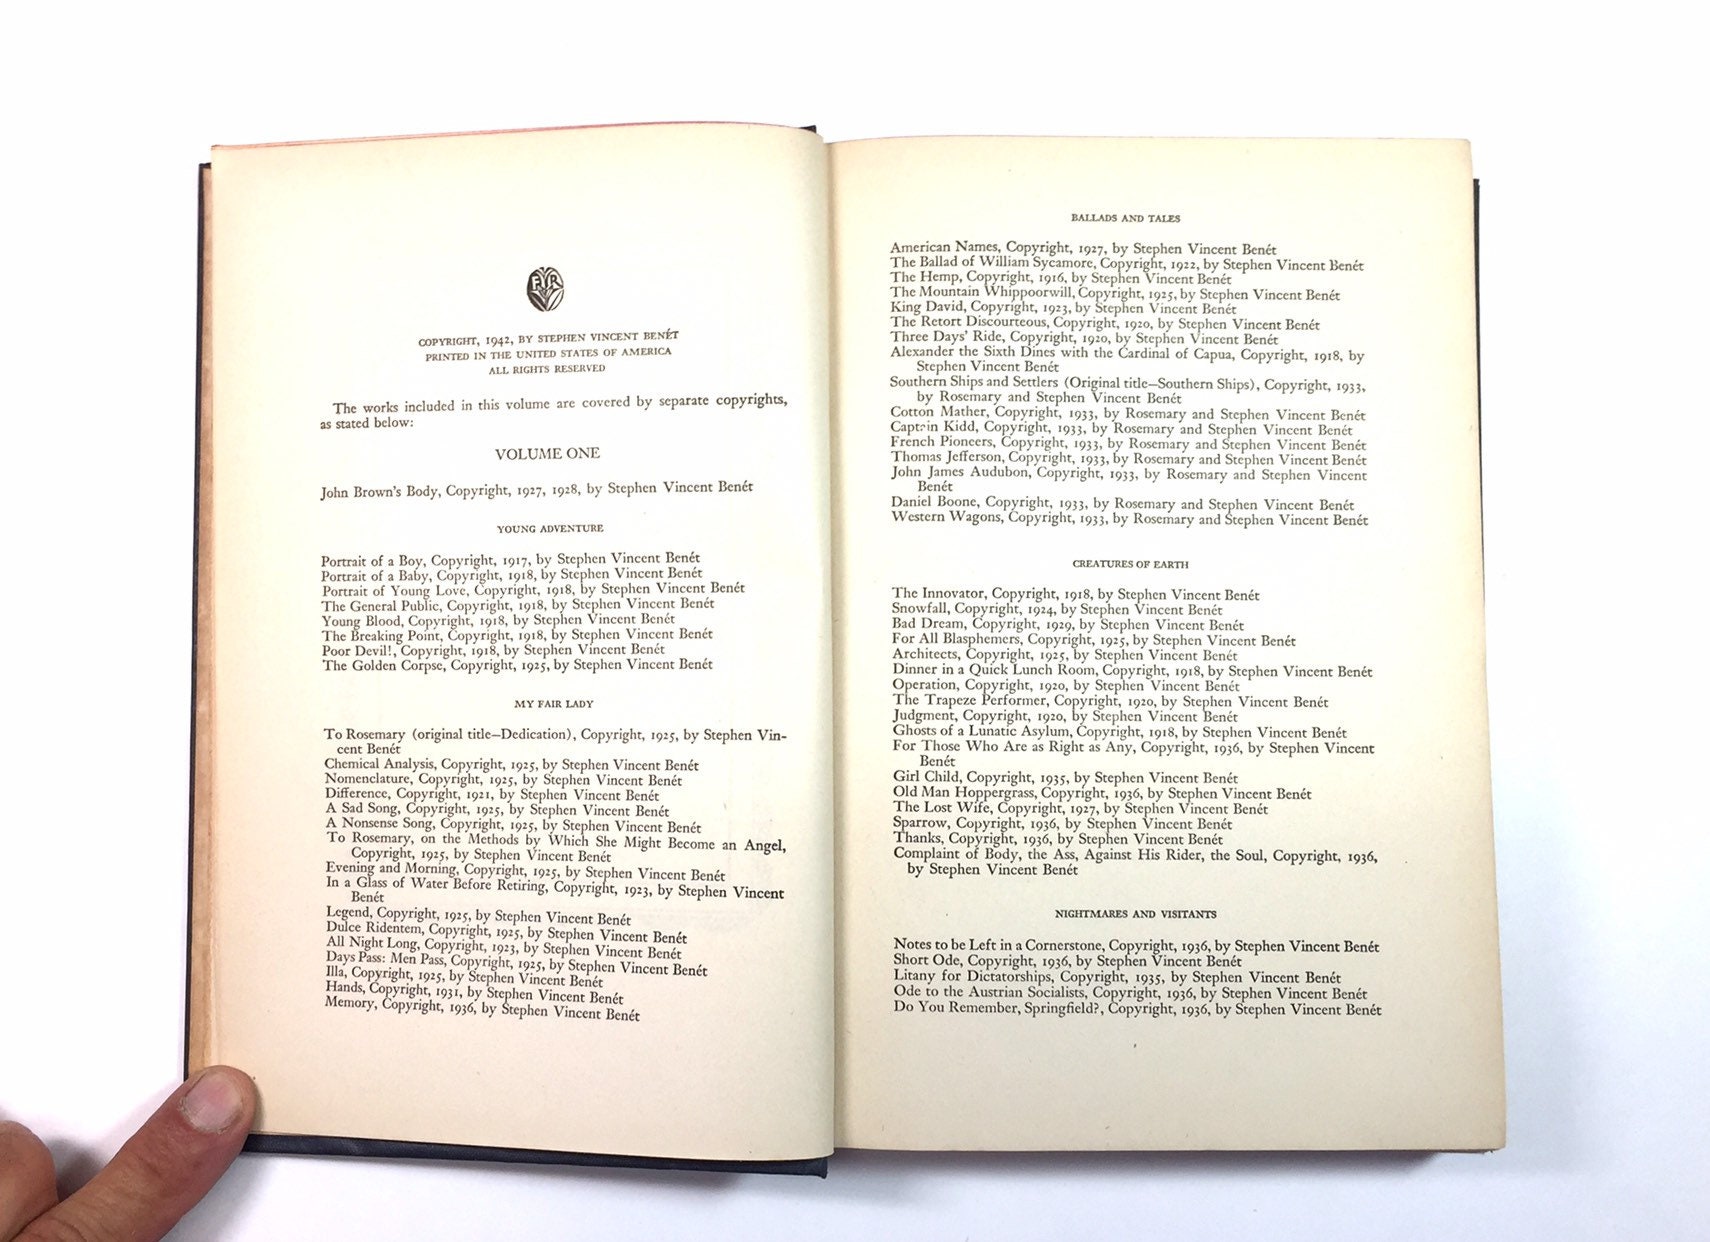 FYR
COPYRIGHT, 1942, BY STEPHEN VINCENT BENÉT
PRINTED IN THE UNITED STATES OF AMERICA
ALL RIGHTS RESERVED
The works included in this volume are covered by separate copyrights,
as stated below:
VOLUME ONE
John Brown's Body, Copyright, 1927, 1928, by Stephen Vincent Benét
YOUNG ADVENTURE
Portrait of a Boy, Copyright, 1917, by Stephen Vincent Benét
Portrait of a Baby, Copyright, 1918, by Stephen Vincent Benét
Portrait of Young Love, Copyright, 1918, by Stephen Vincent Benét
The General Public, Copyright, 1918, by Stephen Vincent Benét
Young Blood, Copyright, 1918, by Stephen Vincent Benét
The Breaking Point, Copyright, 1918, by Stephen Vincent Benét
Poor Devil!, Copyright, 1918, by Stephen Vincent Benét
The Golden Corpse, Copyright, 1925, by Stephen Vincent Benét
MY FAIR LADY
To Rosemary (original title—Dedication), Copyright, 1925, by Stephen Vin-
cent Benét
Chemical Analysis, Copyright, 1925, by Stephen Vincent Benét
Nomenclature, Copyright, 1925, by Stephen Vincent Benét
Difference, Copyright, 1921, by Stephen Vincent Benét
A Sad Song, Copyright, 1925, by Stephen Vincent Benét
A Nonsense Song, Copyright, 1925, by Stephen Vincent Benét
To Rosemary, on the Methods by Which She Might Become an Angel,
Copyright, 1925, by Stephen Vincent Benét
Evening and Morning, Copyright, 1925, by Stephen Vincent Benét
In a Glass of Water Before Retiring, Copyright, 1923, by Stephen Vincent
Benét
Legend, Copyright, 1925, by Stephen Vincent Benét
Dulce Ridentem, Copyright, 1925, by Stephen Vincent Benét
All Night Long, Copyright, 1923, by Stephen Vincent Benét
Days Pass: Men Pass, Copyright, 1925, by Stephen Vincent Benét
Illa, Copyright, 1925, by Stephen Vincent Benét
Hands, Copyright, 1931, by Stephen Vincent Benét
Memory, Copyright, 1936, by Stephen Vincent Benét
BALLADS AND TALES
American Names, Copyright, 1927, by Stephen Vincent Benét
The Ballad of William Sycamore, Copyright, 1922, by Stephen Vincent Benét
The Hemp, Copyright, 1916, by Stephen Vincent Benét
The Mountain Whippoorwill, Copyright, 1925, by Stephen Vincent Benét
King David, Copyright, 1923, by Stephen Vincent Benét
The Retort Discourteous, Copyright, 1920, by Stephen Vincent Benét
Three Days' Ride, Copyright, 1920, by Stephen Vincent Benét
Alexander the Sixth Dines with the Cardinal of Capua, Copyright, 1918, by
Stephen Vincent Benét
Southern Ships and Settlers (Original title—Southern Ships), Copyright, 1933,
by Rosemary and Stephen Vincent Benét
Cotton Mather, Copyright, 1933, by Rosemary and Stephen Vincent Benét
Captain Kidd, Copyright, 1933, by Rosemary and Stephen Vincent Benét
French Pioneers, Copyright, 1933, by Rosemary and Stephen Vincent Benét
Thomas Jefferson, Copyright, 1933, by Rosemary and Stephen Vincent Benét
John James Audubon, Copyright, 1933, by Rosemary and Stephen Vincent
Benét
Daniel Boone, Copyright, 1933, by Rosemary and Stephen Vincent Benét
Western Wagons, Copyright, 1933, by Rosemary and Stephen Vincent Benét
CREATURES OF EARTH
The Innovator, Copyright, 1918, by Stephen Vincent Benét
Snowfall, Copyright, 1924, by Stephen Vincent Benét
Bad Dream, Copyright, 1929, by Stephen Vincent Benét
For All Blasphemers, Copyright, 1925, by Stephen Vincent Benét
Architects, Copyright, 1925, by Stephen Vincent Benét
Dinner in a Quick Lunch Room, Copyright, 1918, by Stephen Vincent Benét
Operation, Copyright, 1920, by Stephen Vincent Benét
The Trapeze Performer, Copyright, 1920, by Stephen Vincent Benét
Judgment, Copyright, 1920, by Stephen Vincent Benét
Ghosts of a Lunatic Asylum, Copyright, 1918, by Stephen Vincent Benét
For Those Who Are as Right as Any, Copyright, 1936, by Stephen Vincent
Benét
Girl Child, Copyright, 1935, by Stephen Vincent Benét
Old Man Hoppergrass, Copyright, 1936, by Stephen Vincent Benét
The Lost Wife, Copyright, 1927, by Stephen Vincent Benét
Sparrow, Copyright, 1936, by Stephen Vincent Benét
Thanks, Copyright, 1936, by Stephen Vincent Benét
Complaint of Body, the Ass, Against His Rider, the Soul, Copyright, 1936,
by Stephen Vincent Benét
NIGHTMARES AND VISITANTS
Notes to be Left in a Cornerstone, Copyright, 1936, by Stephen Vincent Benét
Short Ode, Copyright, 1936, by Stephen Vincent Benét
Litany for Dictatorships, Copyright, 1935, by Stephen Vincent Benét
Ode to the Austrian Socialists, Copyright, 1936, by Stephen Vincent Benét
Do You Remember, Springfield?, Copyright, 1936, by Stephen Vincent Benét